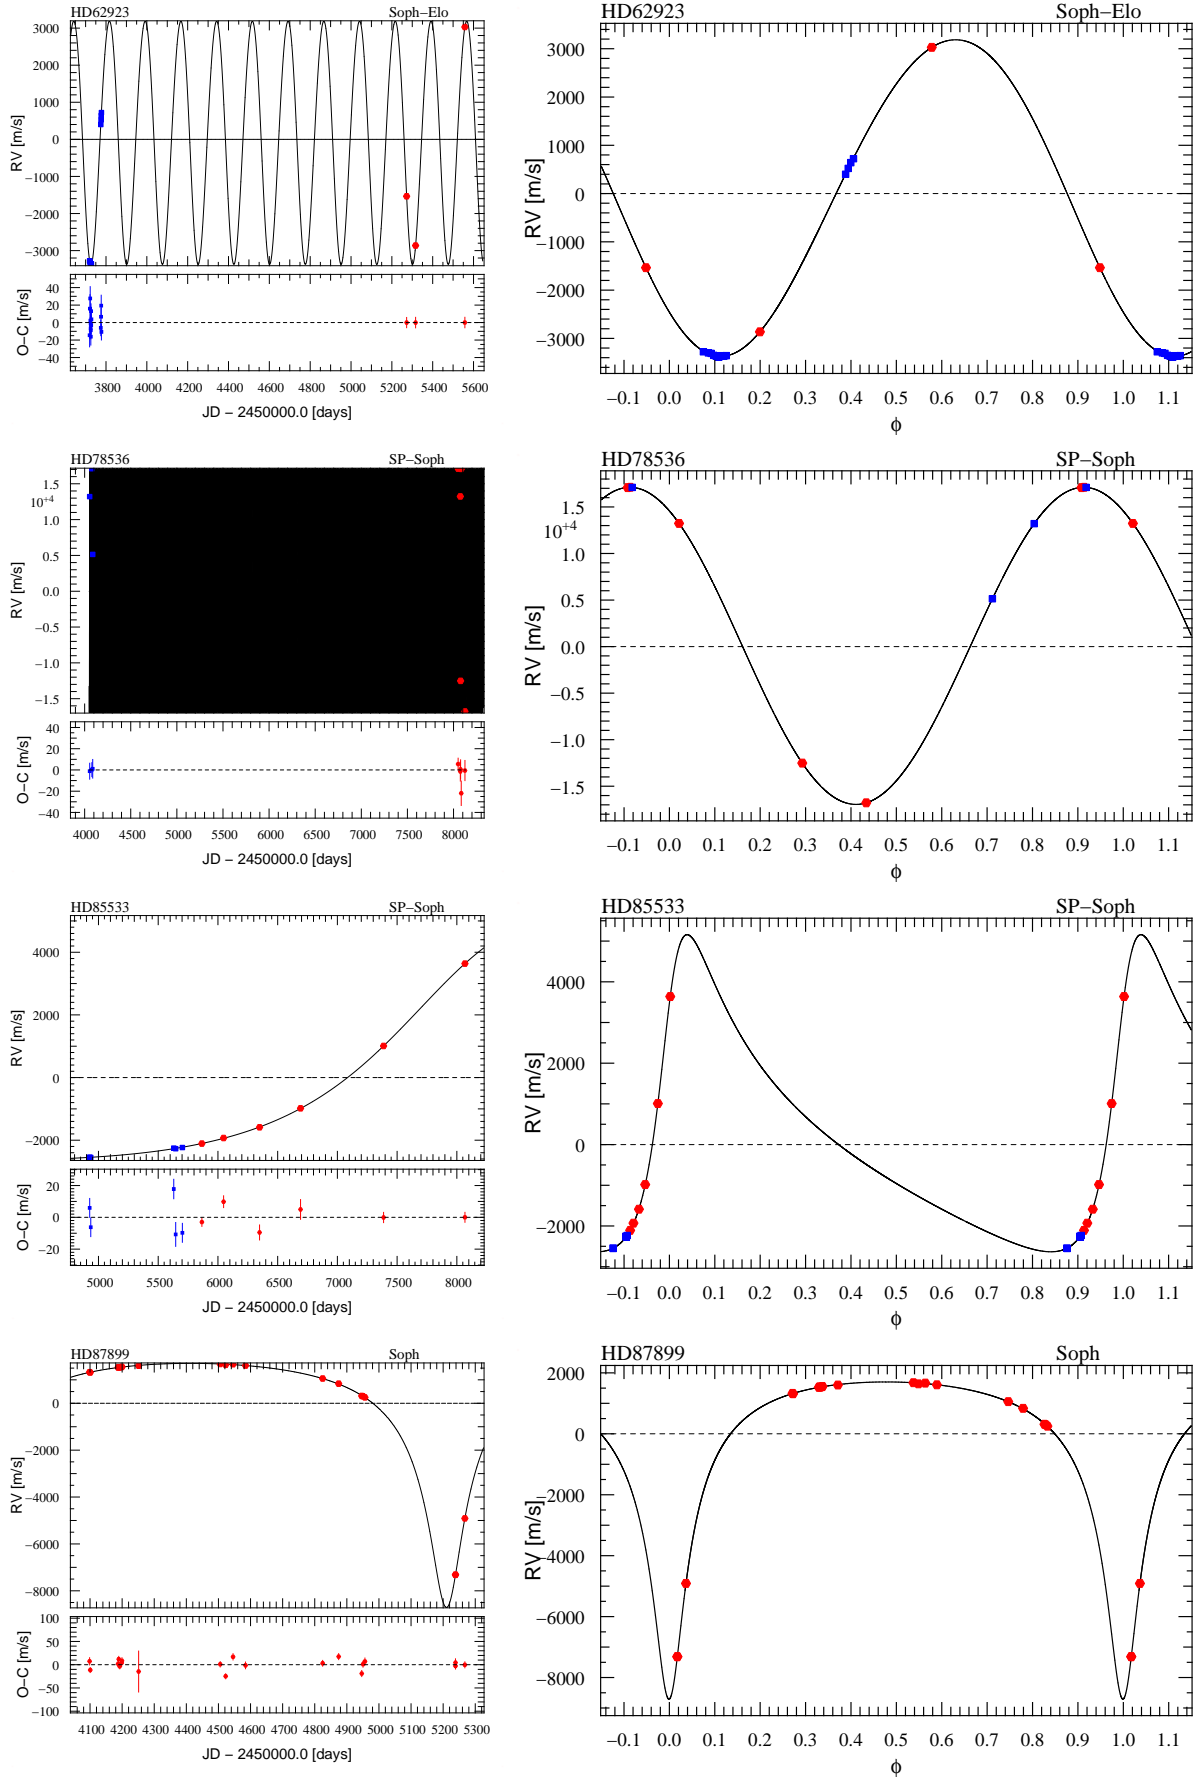 HD62923 Soph−Elo
3000
2000
1000
0
−1000
−2000
−3000
RV [m/s]
40
20
0
−20
−40
O−C [m/s]
3800 4000 4200 4400 4600 4800 5000 5200 5400 5600
JD − 2450000.0 [days]
HD62923 Soph−Elo
3000
2000
1000
0
−1000
−2000
−3000
RV [m/s]
−0.1 0.0 0.1 0.2 0.3 0.4 0.5 0.6 0.7 0.8 0.9 1.0 1.1
ϕ
HD78536 SP−Soph
1.5
10+4
1.0
0.5
0.0
−0.5
−1.0
−1.5
RV [m/s]
40
20
0
−20
−40
O−C [m/s]
4000 4500 5000 5500 6000 6500 7000 7500 8000
JD − 2450000.0 [days]
HD78536 SP−Soph
1.5
10+4
1.0
0.5
0.0
−0.5
−1.0
−1.5
RV [m/s]
−0.1 0.0 0.1 0.2 0.3 0.4 0.5 0.6 0.7 0.8 0.9 1.0 1.1
ϕ
HD85533 SP−Soph
4000
2000
0
−2000
RV [m/s]
20
0
−20
O−C [m/s]
5000 5500 6000 6500 7000 7500 8000
JD − 2450000.0 [days]
HD85533 SP−Soph
4000
2000
0
−2000
RV [m/s]
−0.1 0.0 0.1 0.2 0.3 0.4 0.5 0.6 0.7 0.8 0.9 1.0 1.1
ϕ
HD87899 Soph
0
−2000
−4000
−6000
−8000
RV [m/s]
100
50
0
−50
−100
O−C [m/s]
4100 4200 4300 4400 4500 4600 4700 4800 4900 5000 5100 5200 5300
JD − 2450000.0 [days]
HD87899 Soph
2000
0
−2000
−4000
−6000
−8000
RV [m/s]
−0.1 0.0 0.1 0.2 0.3 0.4 0.5 0.6 0.7 0.8 0.9 1.0 1.1
ϕ